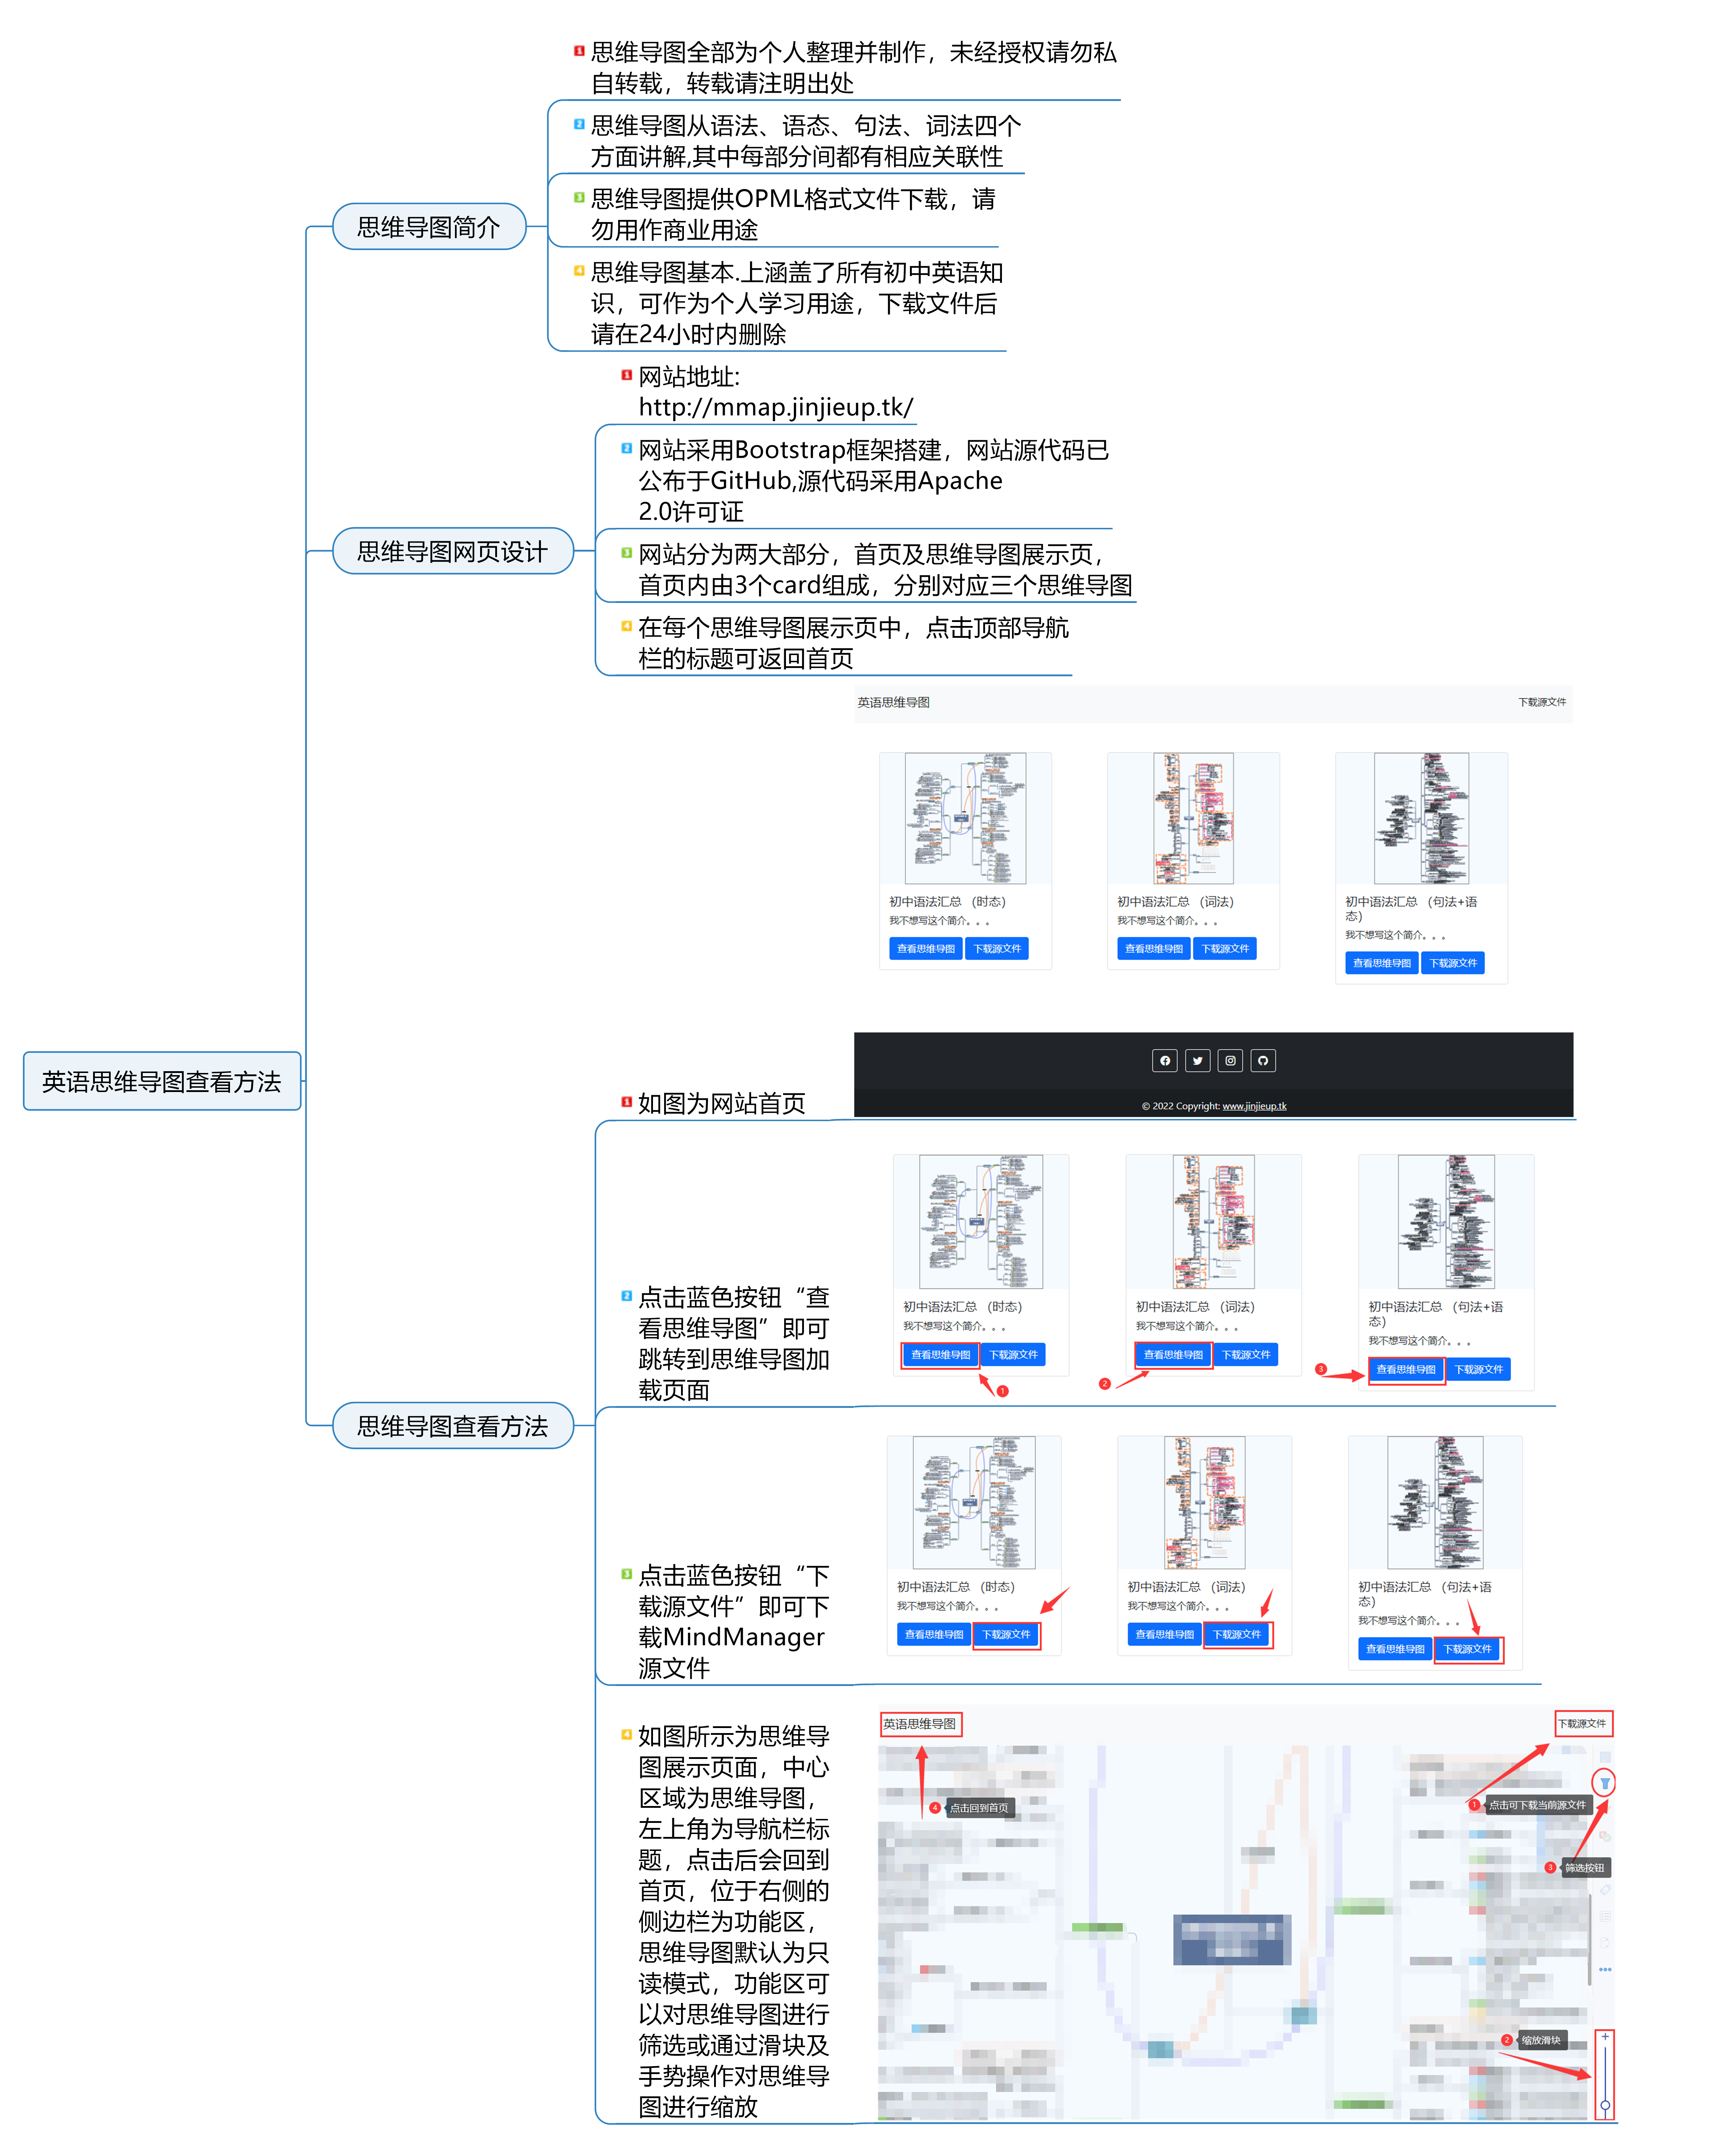 思维导图全部为个人整理并制作，未经授权请勿私
自转载，转载请注明出处
思维导图从语法、语态、句法、词法四个
方面讲解,其中每部分间都有相应关联性
思维导图提供OPML格式文件下载，请
勿用作商业用途
思维导图基本.上涵盖了所有初中英语知
识，可作为个人学习用途，下载文件后
请在24小时内删除
思维导图简介
网站地址:
http://mmap.jinjieup.tk/
网站采用Bootstrap框架搭建，网站源代码已
公布于GitHub,源代码采用Apache
2.0许可证
网站分为两大部分，首页及思维导图展示页，
首页内由3个card组成，分别对应三个思维导图
在每个思维导图展示页中，点击顶部导航
栏的标题可返回首页
思维导图网页设计
英语思维导图查看方法
思维导图查看方法
如图为网站首页
英语思维导图
下载源文件
初中语法汇总 （时态）
我不想写这个简介。。。
查看思维导图 下载源文件
初中语法汇总 （词法）
我不想写这个简介。。。
查看思维导图 下载源文件
初中语法汇总 （句法+语
态）
我不想写这个简介。。。
查看思维导图 下载源文件
© 2022 Copyright: www.jinjieup.tk
点击蓝色按钮“查
看思维导图”即可
跳转到思维导图加
载页面
初中语法汇总 （时态）
我不想写这个简介。。。
查看思维导图 下载源文件
1
初中语法汇总 （词法）
我不想写这个简介。。。
查看思维导图 下载源文件
2
初中语法汇总 （句法+语
态）
我不想写这个简介。。。
查看思维导图 下载源文件
3
点击蓝色按钮“下
载源文件”即可下
载MindManager
源文件
初中语法汇总 （时态）
我不想写这个简介。。。
查看思维导图 下载源文件
初中语法汇总 （词法）
我不想写这个简介。。。
查看思维导图 下载源文件
初中语法汇总 （句法+语
态）
我不想写这个简介。。。
查看思维导图 下载源文件
如图所示为思维导
图展示页面，中心
区域为思维导图，
左上角为导航栏标
题，点击后会回到
首页，位于右侧的
侧边栏为功能区，
思维导图默认为只
读模式，功能区可
以对思维导图进行
筛选或通过滑块及
手势操作对思维导
图进行缩放
英语思维导图
下载源文件
4 点击回到首页
1 点击可下载当前源文件
3 筛选按钮
2 缩放滑块